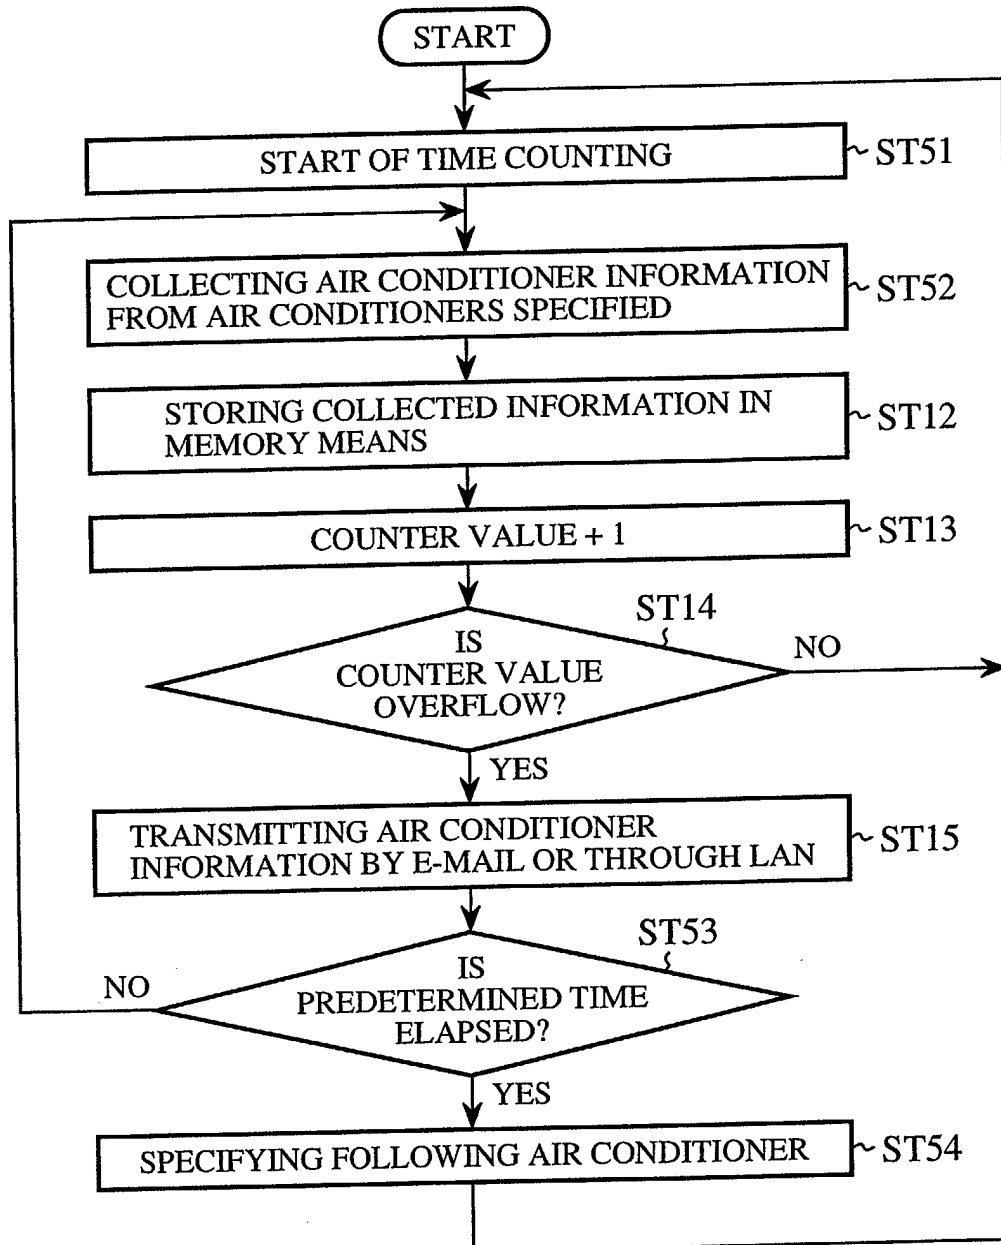 START
START OF TIME COUNTING
ST51
COLLECTING AIR CONDITIONER INFORMATION
FROM AIR CONDITIONERS SPECIFIED
ST52
STORING COLLECTED INFORMATION IN
MEMORY MEANS
ST12
COUNTER VALUE + 1
ST13
ST14
IS
COUNTER VALUE
OVERFLOW?
NO
YES
TRANSMITTING AIR CONDITIONER
INFORMATION BY E-MAIL OR THROUGH LAN
ST15
ST53
IS
PREDETERMINED TIME
ELAPSED?
NO
YES
SPECIFYING FOLLOWING AIR CONDITIONER
ST54